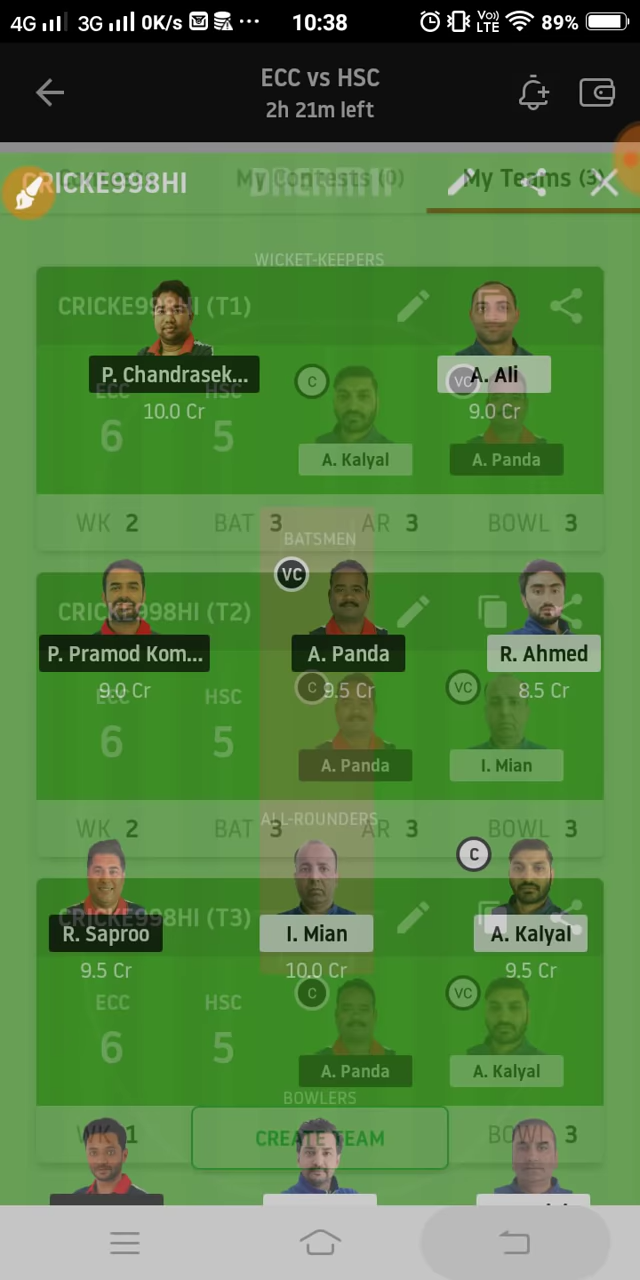 4G 3G 0K/s ··· 10:38 Vo) LTE 89%
ECC vs HSC
2h 21m left
CRICKE998HI My Contests (0) My Teams (3)
DREAM11
WICKET-KEEPERS
CRICKE998HI (T1)
P. Chandrasek... C VC A. Ali
ECC HSC
10.0 Cr 9.0 Cr
6 5
A. Kalyal A. Panda
WK 2 BAT 3 AR 3 BOWL 3
BATSMEN
VC
CRICKE998HI (T2)
P. Pramod Kom... A. Panda R. Ahmed
9.0 Cr C 9.5 Cr VC 8.5 Cr
ECC HSC
6 5
A. Panda I. Mian
WK 2 BAT 3 AR 3 BOWL 3
ALL-ROUNDERS
C
CRICKE998HI (T3)
R. Saproo I. Mian A. Kalyal
9.5 Cr 10.0 Cr 9.5 Cr
ECC HSC C VC
6 5
A. Panda A. Kalyal
BOWLERS
WK 1 CREATE TEAM BOWL 3